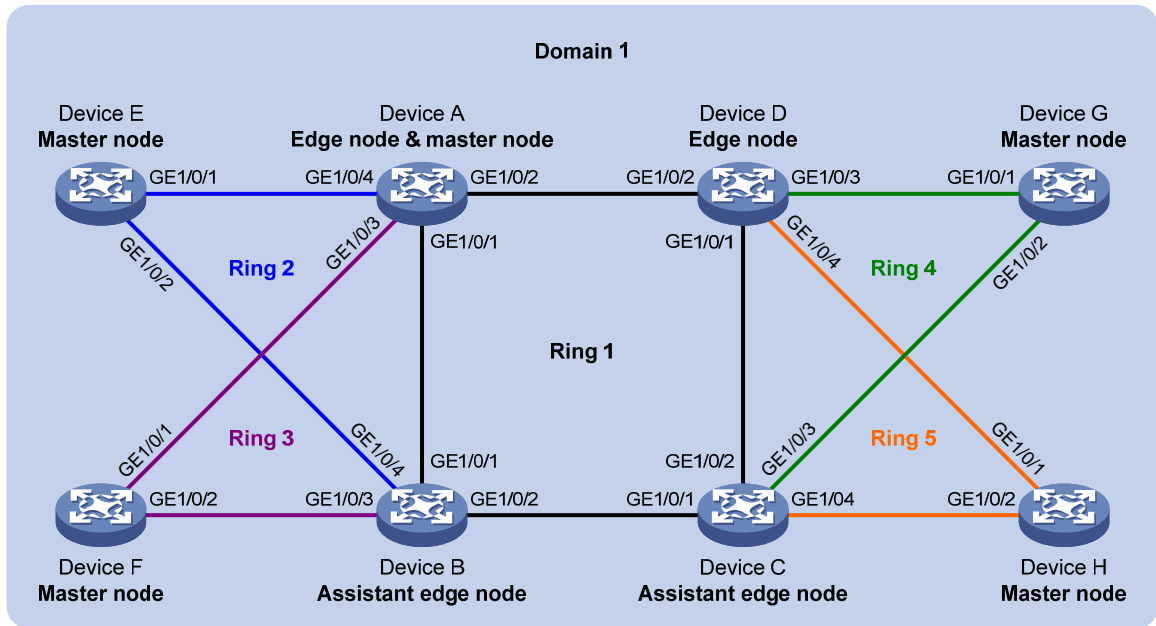 Domain 1
Device E
Master node
Device A
Edge node & master node
Device D
Edge node
Device G
Master node
GE1/0/1
GE1/0/4
GE1/0/2
GE1/0/2
GE1/0/3
GE1/0/1
GE1/0/2
GE1/0/3
GE1/0/1
GE1/0/1
GE1/0/4
GE1/0/2
Ring 2
Ring 4
Ring 1
Ring 3
Ring 5
GE1/0/1
GE1/0/4
GE1/0/1
GE1/0/2
GE1/0/3
GE1/0/1
GE1/0/2
GE1/0/3
GE1/0/2
GE1/0/1
GE1/04
GE1/0/2
Device F
Master node
Device B
Assistant edge node
Device C
Assistant edge node
Device H
Master node